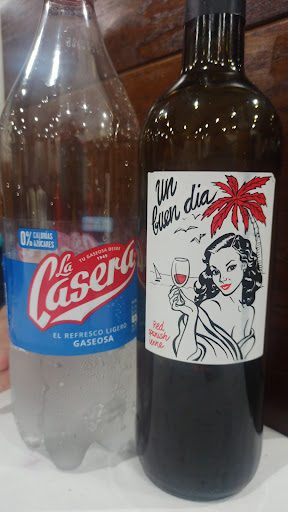 0% CALORÍAS
AZÚCARES
TU GASEOSA DESDE
1949
La
Casera
EL REFRESCO LIGERO
GASEOSA
un
buen dia
Red
Spanish
wine